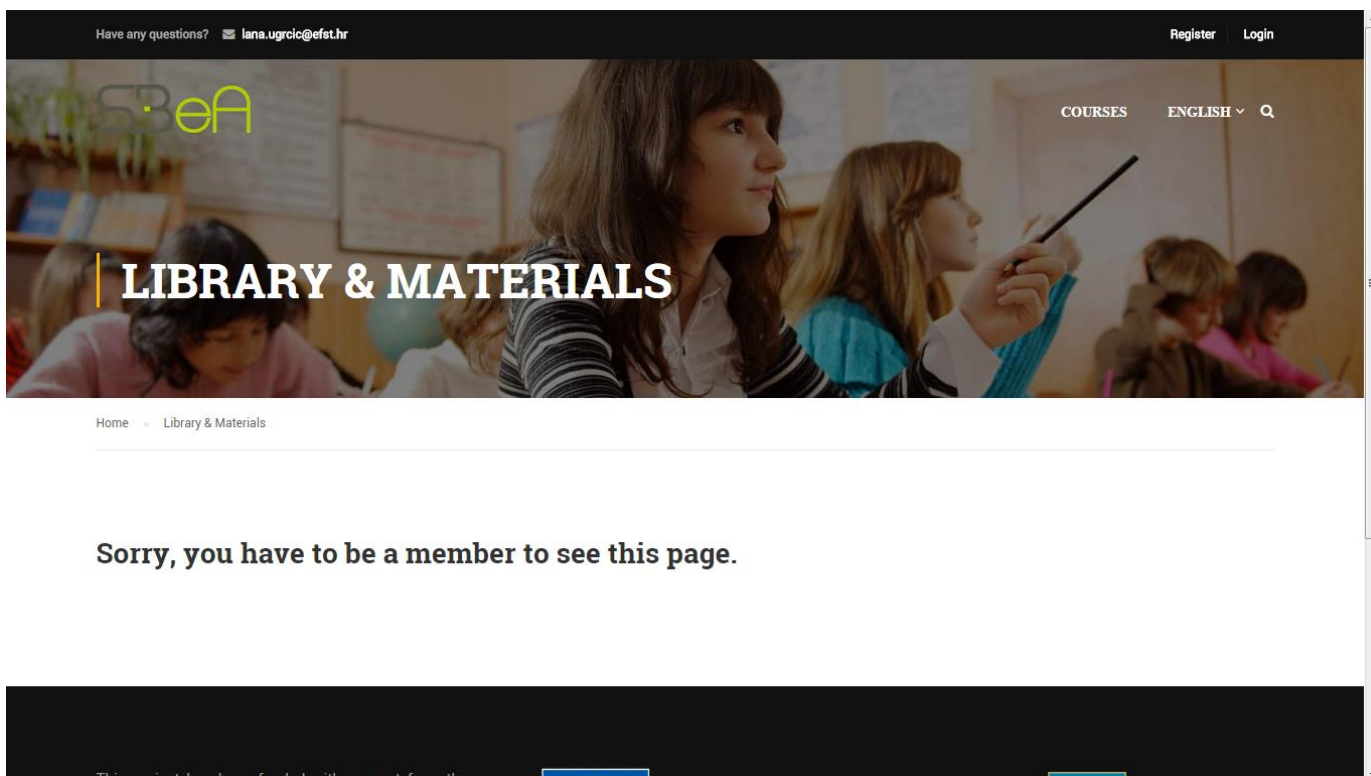 Have any questions? lana.ugrcic@efst.hr Register Login
SBeA COURSES ENGLISH
LIBRARY & MATERIALS
Home Library & Materials
Sorry, you have to be a member to see this page.